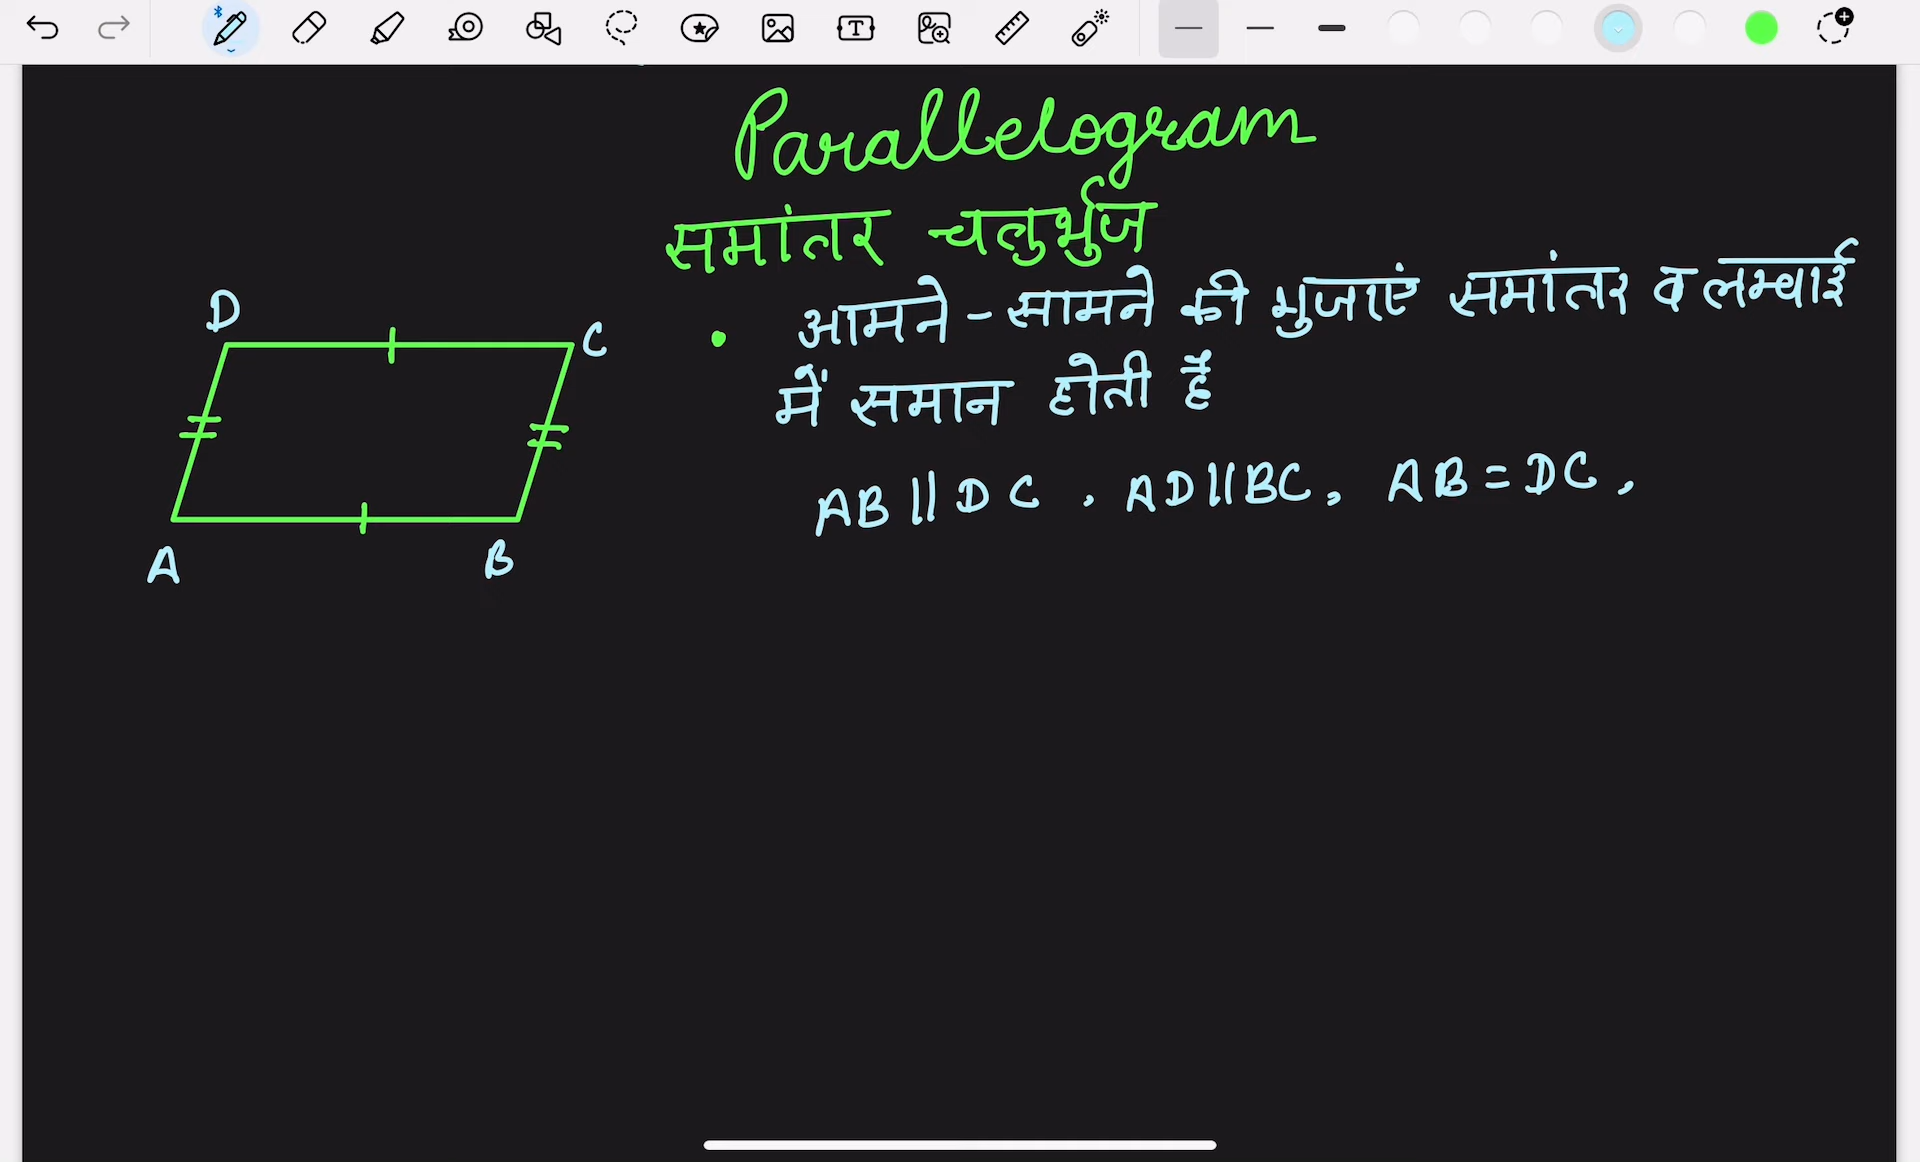 Parallelogram
समांतर चतुर्भुज
D
C
A
B
• आमने - सामने की भुजाएं समांतर व लम्बाई
में समान होती हैं
AB || DC , AD || BC , AB = DC ,